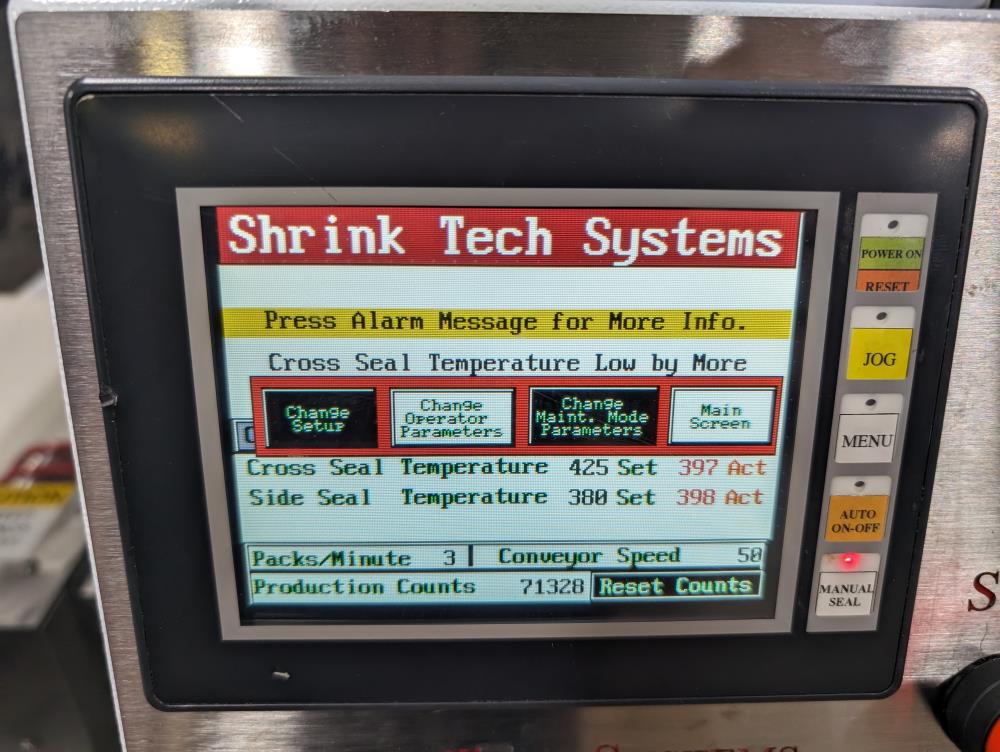 Shrink Tech Systems
Press Alarm Message for More Info.
Cross Seal Temperature Low by More
Change
Setup
Change
Operator
Parameters
Change
Maint. Mode
Parameters
Main
Screen
Cross Seal Temperature 425 Set 397 Act
Side Seal Temperature 380 Set 398 Act
Packs/Minute 3 Conveyor Speed 50
Production Counts 71328 Reset Counts
POWER ON
RESET
JOG
MENU
AUTO
ON-OFF
MANUAL
SEAL